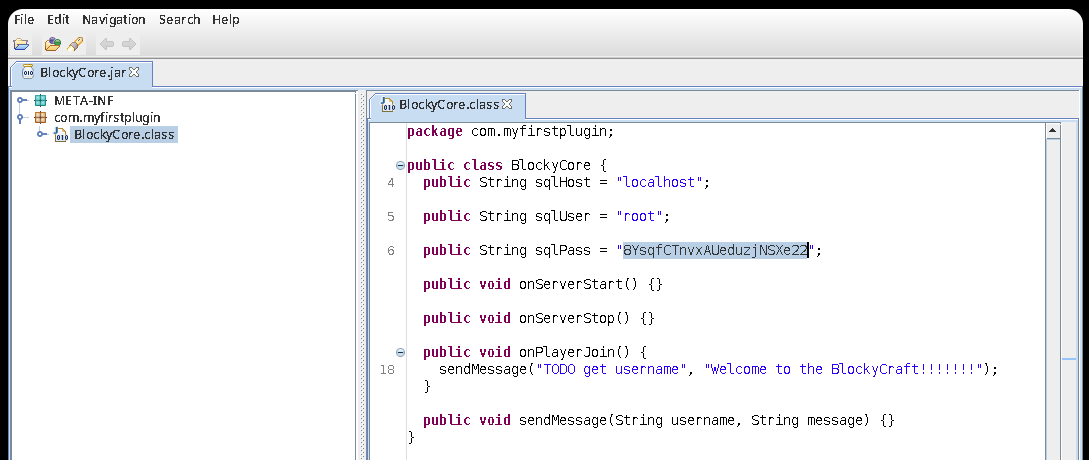 File Edit Navigation Search Help
BlockyCore.jar
META-INF
com.myfirstplugin
BlockyCore.class
BlockyCore.class
package com.myfirstplugin;
public class BlockyCore {
4 public String sqlHost = "localhost";
5 public String sqlUser = "root";
6 public String sqlPass = "8YsqfCTnvxAUeduzjNSXe22";
public void onServerStart() {}
public void onServerStop() {}
public void onPlayerJoin() {
18 sendMessage("TODO get username", "Welcome to the BlockyCraft!!!!!!!");
}
public void sendMessage(String username, String message) {}
}